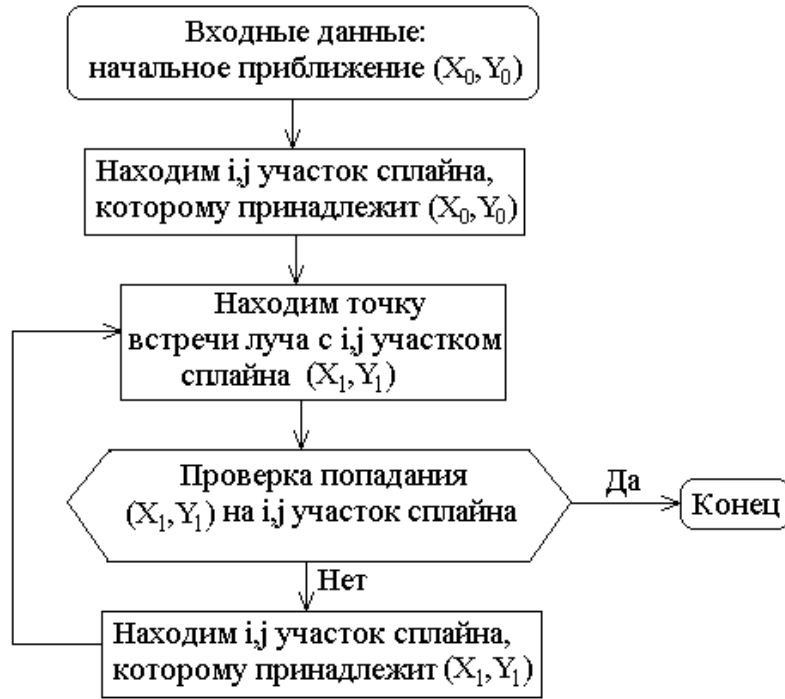 Входные данные:
начальное приближение (X₀,Y₀)
Находим i,j участок сплайна,
которому принадлежит (X₀,Y₀)
Находим точку
встречи луча с i,j участком
сплайна (X₁,Y₁)
Проверка попадания
(X₁,Y₁) на i,j участок сплайна
Да
Конец
Нет
Находим i,j участок сплайна,
которому принадлежит (X₁,Y₁)